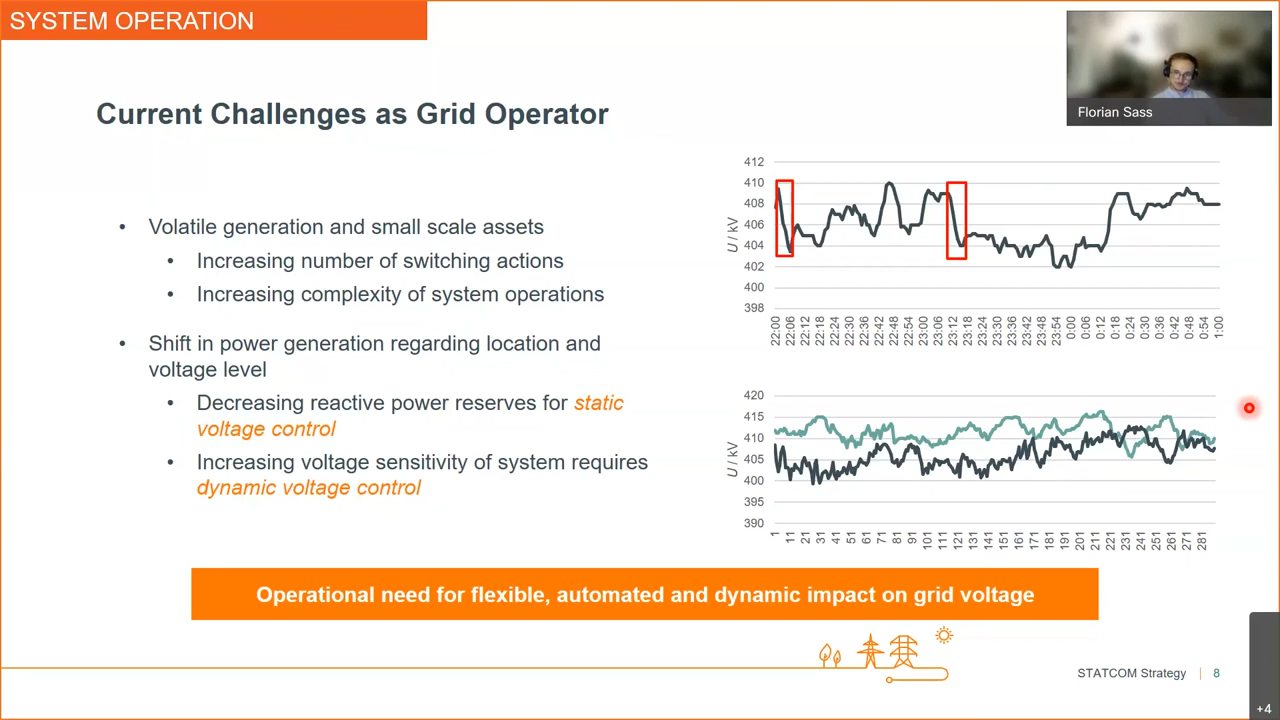 SYSTEM OPERATION
Florian Sass
Current Challenges as Grid Operator
• Volatile generation and small scale assets
• Increasing number of switching actions
• Increasing complexity of system operations
• Shift in power generation regarding location and
voltage level
• Decreasing reactive power reserves for static
voltage control
• Increasing voltage sensitivity of system requires
dynamic voltage control
U / kV
412
410
408
406
404
402
400
398
22:00 22:06 22:12 22:18 22:24 22:30 22:36 22:42 22:48 22:54 23:00 23:06 23:12 23:18 23:24 23:30 23:36 23:42 23:48 23:54 0:00 0:06 0:12 0:18 0:24 0:30 0:36 0:42 0:48 0:54 1:00
U / kV
420
415
410
405
400
395
390
1 11 21 31 41 51 61 71 81 91 101 111 121 131 141 151 161 171 181 191 201 211 221 231 241 251 261 271 281
Operational need for flexible, automated and dynamic impact on grid voltage
STATCOM Strategy | 8
+4